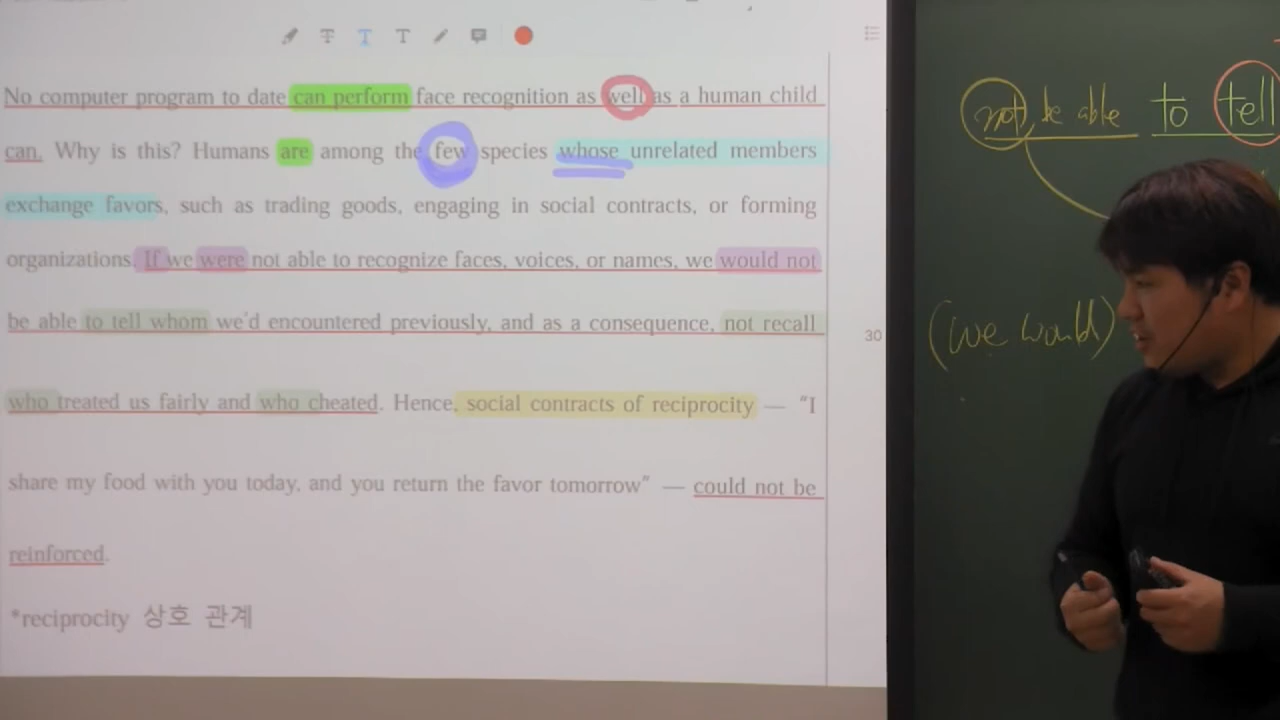 No computer program to date can perform face recognition as well as a human child
can. Why is this? Humans are among the few species whose unrelated members
exchange favors, such as trading goods, engaging in social contracts, or forming
organizations. If we were not able to recognize faces, voices, or names, we would not
be able to tell whom we'd encountered previously, and as a consequence, not recall
30
who treated us fairly and who cheated. Hence, social contracts of reciprocity — "I
share my food with you today, and you return the favor tomorrow" — could not be
reinforced.
*reciprocity 상호 관계
not be able to tell
(we would)